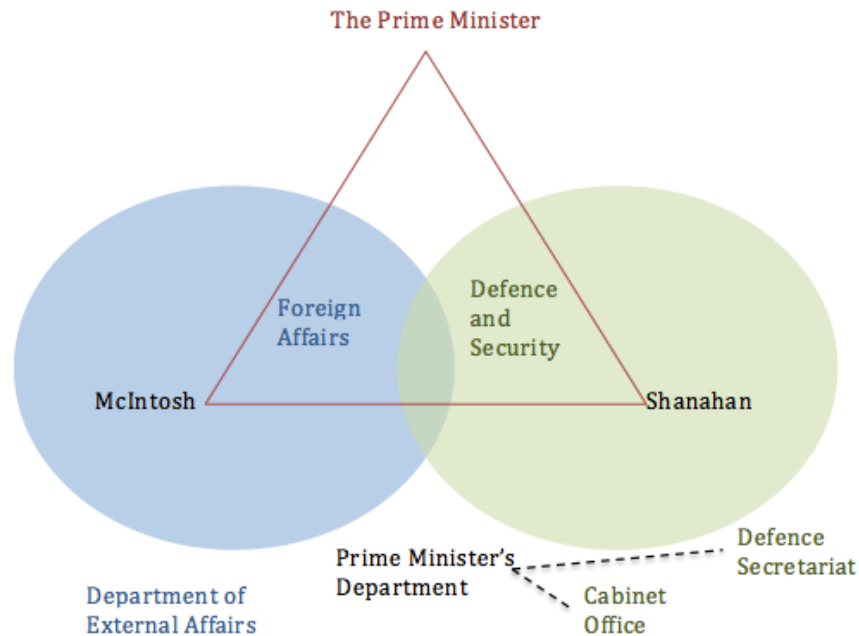 The Prime Minister
Foreign
Affairs
Defence
and
Security
McIntosh
Shanahan
Prime Minister’s
Department
Defence
Secretariat
Department of
External Affairs
Cabinet
Office